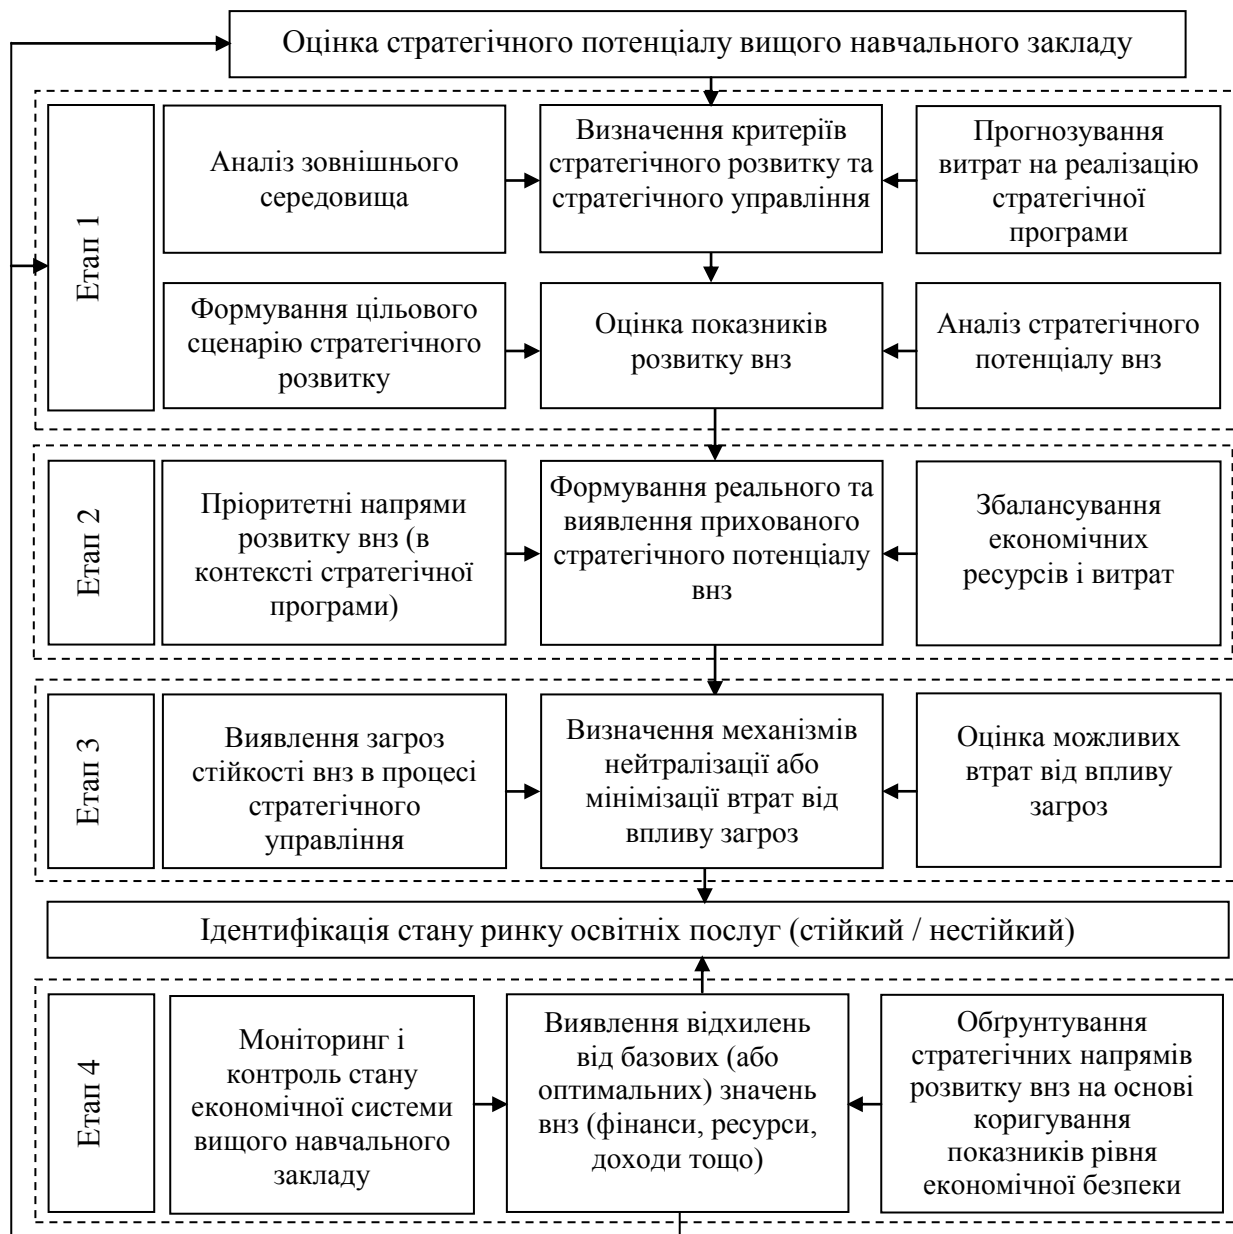 Оцінка стратегічного потенціалу вищого навчального закладу
Етап 1
Аналіз зовнішнього
середовища
Визначення критеріїв
стратегічного розвитку та
стратегічного управління
Прогнозування
витрат на реалізацію
стратегічної
програми
Формування цільового
сценарію стратегічного
розвитку
Оцінка показників
розвитку внз
Аналіз стратегічного
потенціалу внз
Етап 2
Пріоритетні напрями
розвитку внз (в
контексті стратегічної
програми)
Формування реального та
виявлення прихованого
стратегічного потенціалу
внз
Збалансування
економічних
ресурсів і витрат
Етап 3
Виявлення загроз
стійкості внз в процесі
стратегічного
управління
Визначення механізмів
нейтралізації або
мінімізації втрат від
впливу загроз
Оцінка можливих
втрат від впливу
загроз
Ідентифікація стану ринку освітніх послуг (стійкий / нестійкий)
Етап 4
Моніторинг і
контроль стану
економічної системи
вищого навчального
закладу
Виявлення відхилень
від базових (або
оптимальних) значень
внз (фінанси, ресурси,
доходи тощо)
Обґрунтування
стратегічних напрямів
розвитку внз на основі
коригування
показників рівня
економічної безпеки